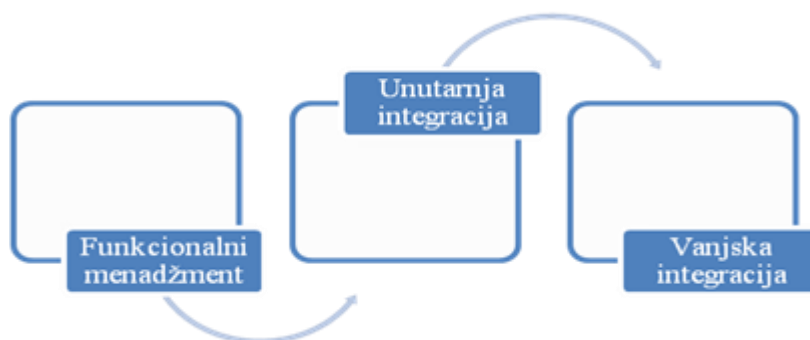 Funkcionalni
menadžment
Unutarnja
integracija
Vanjska
integracija